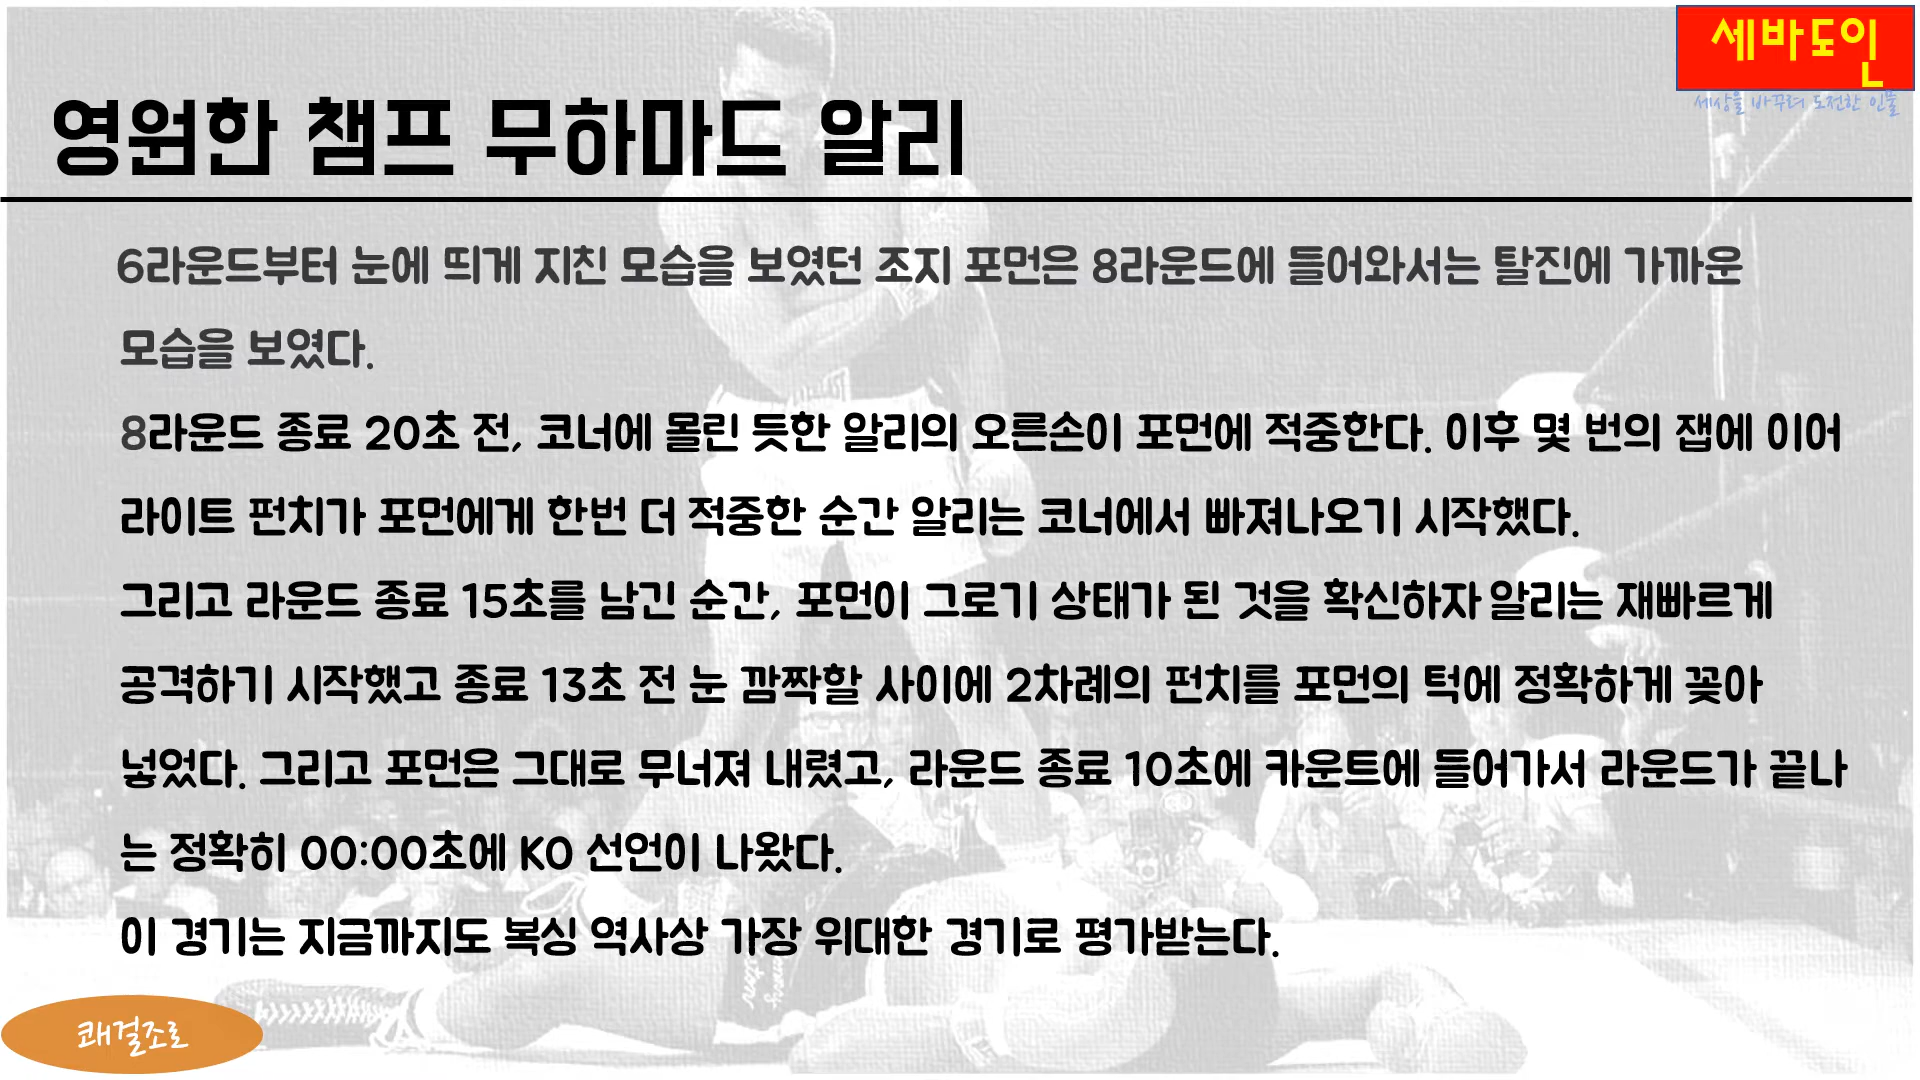 세바도인
세상을 바꾸려 도전한 인물
영원한 챔프 무하마드 알리
6라운드부터 눈에 띄게 지친 모습을 보였던 조지 포먼은 8라운드에 들어와서는 탈진에 가까운
모습을 보였다.
8라운드 종료 20초 전, 코너에 몰린 듯한 알리의 오른손이 포먼에 적중한다. 이후 몇 번의 잽에 이어
라이트 펀치가 포먼에게 한번 더 적중한 순간 알리는 코너에서 빠져나오기 시작했다.
그리고 라운드 종료 15초를 남긴 순간, 포먼이 그로기 상태가 된 것을 확신하자 알리는 재빠르게
공격하기 시작했고 종료 13초 전 눈 깜짝할 사이에 2차례의 펀치를 포먼의 턱에 정확하게 꽂아
넣었다. 그리고 포먼은 그대로 무너져 내렸고, 라운드 종료 10초에 카운트에 들어가서 라운드가 끝나
는 정확히 00:00초에 KO 선언이 나왔다.
이 경기는 지금까지도 복싱 역사상 가장 위대한 경기로 평가받는다.
쾌걸조로